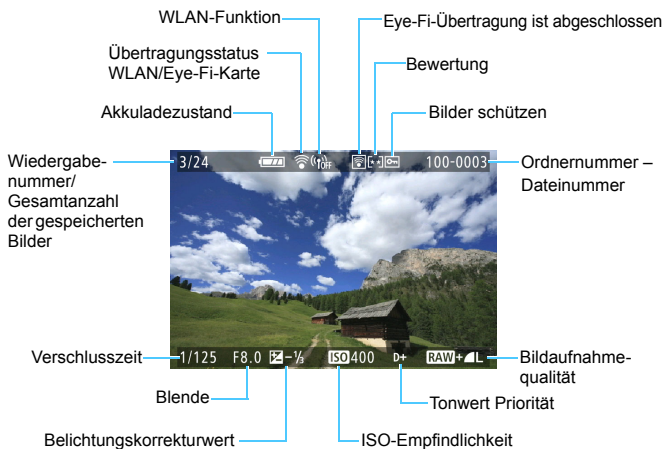 WLAN-Funktion
Eye-Fi-Übertragung ist abgeschlossen
Übertragungsstatus
WLAN/Eye-Fi-Karte
Bewertung
Akkuladezustand
Bilder schützen
Wiedergabe-
nummer/
Gesamtanzahl
der gespeicherten
Bilder
3/24 OFF 100-0003
Ordnernummer –
Dateinummer
Verschlusszeit
1/125 F8.0 -⅓ ISO 400 D+ RAW+L
Bildaufnahme-
qualität
Blende
Tonwert Priorität
Belichtungskorrekturwert
ISO-Empfindlichkeit